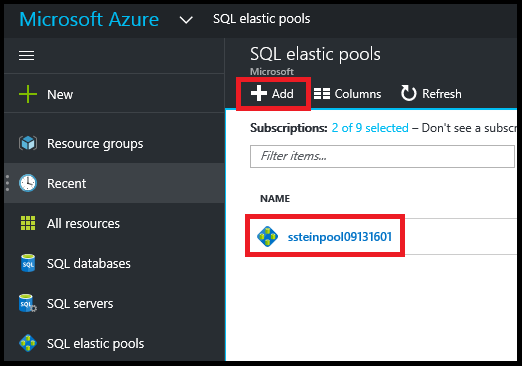 Microsoft Azure SQL elastic pools
SQL elastic pools
Microsoft
Add Columns Refresh
Subscriptions: 2 of 9 selected – Don't see a subscr
Filter items...
NAME
ssteinpool09131601
New
Resource groups
Recent
All resources
SQL databases
SQL servers
SQL elastic pools